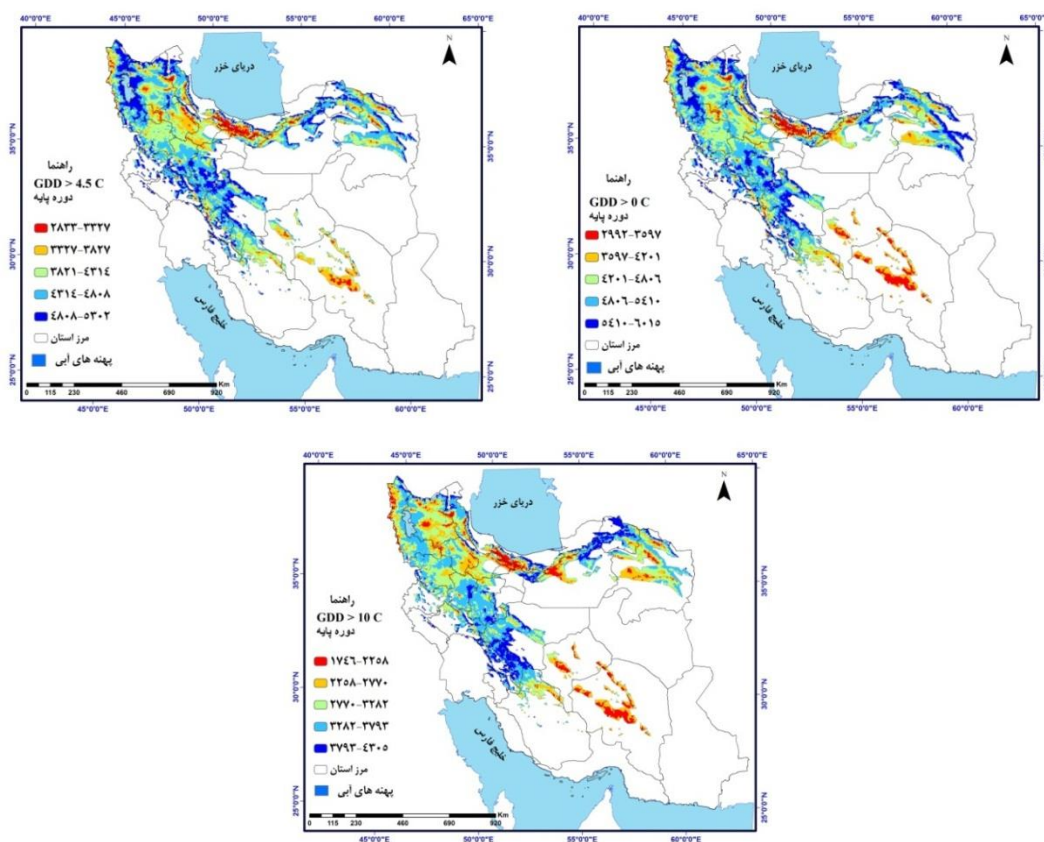 40°0'0"E 45°0'0"E 50°0'0"E 55°0'0"E 60°0'0"E 65°0'0"E
N
دریای خزر
35°0'0"N
30°0'0"N
25°0'0"N
راهنما
GDD > 4.5 C
دوره پایه
۲۸۳۳-۳۳۲۷
۳۳۲۷-۳۸۲۷
۳۸۲۱-۴۳۱۴
۴۳۱۴-۴۸۰۸
۴۸۰۸-۵۳۰۲
مرز استان
پهنه های آبی
خلیج فارس
Km
0 115 230 460 690 920
45°0'0"E 50°0'0"E 55°0'0"E 60°0'0"E
40°0'0"E 45°0'0"E 50°0'0"E 55°0'0"E 60°0'0"E 65°0'0"E
N
دریای خزر
35°0'0"N
30°0'0"N
25°0'0"N
راهنما
GDD > 0 C
دوره پایه
۲۹۹۲-۳۵۹۷
۳۵۹۷-۴۲۰۱
۴۲۰۱-۴۸۰۶
۴۸۰۶-۵۴۱۰
۵۴۱۰-۶۰۱۵
مرز استان
پهنه های آبی
خلیج فارس
Km
0 115 230 460 690 920
45°0'0"E 50°0'0"E 55°0'0"E 60°0'0"E
40°0'0"E 45°0'0"E 50°0'0"E 55°0'0"E 60°0'0"E 65°0'0"E
N
دریای خزر
35°0'0"N
30°0'0"N
25°0'0"N
راهنما
GDD > 10 C
دوره پایه
۱۷۴۶-۲۲۵۸
۲۲۵۸-۲۷۷۰
۲۷۷۰-۳۲۸۲
۳۲۸۲-۳۷۹۳
۳۷۹۳-۴۳۰۵
مرز استان
پهنه های آبی
خلیج فارس
Km
0 115 230 460 690 920
45°0'0"E 50°0'0"E 55°0'0"E 60°0'0"E